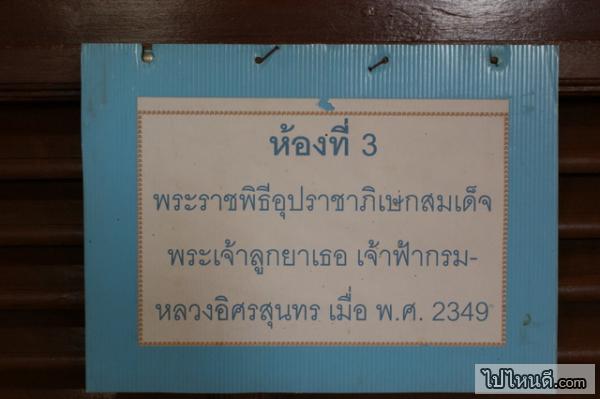 ห้องที่ 3
พระราชพิธีอุปราชาภิเษกสมเด็จ
พระเจ้าลูกยาเธอ เจ้าฟ้ากรม-
หลวงอิศรสุนทร เมื่อ พ.ศ. 2349
ไปไหนดี.com